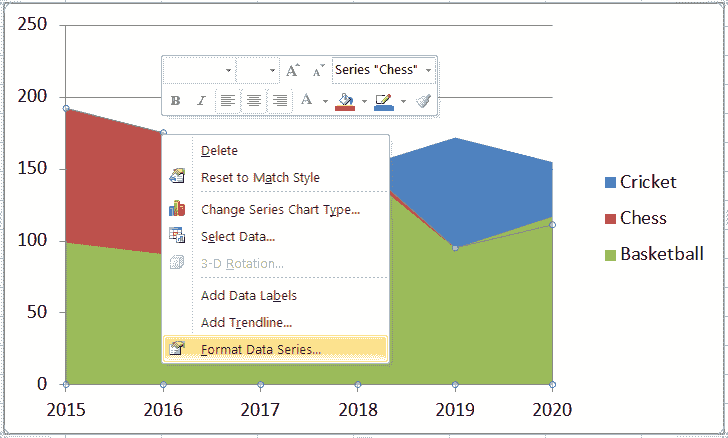 250
200
150
100
50
0
2015 2016 2017 2018 2019 2020
A A Series "Chess"
B I A
Delete
Reset to Match Style
Change Series Chart Type...
Select Data...
3-D Rotation...
Add Data Labels
Add Trendline...
Format Data Series...
Cricket
Chess
Basketball